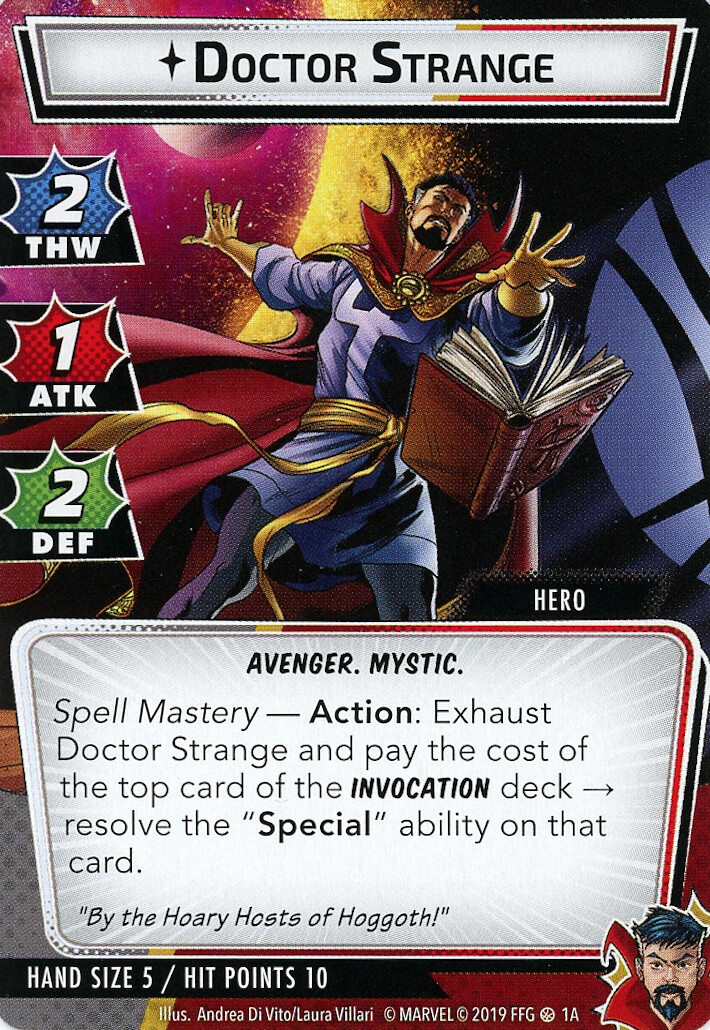 DOCTOR STRANGE
2
THW
1
ATK
2
DEF
HERO
AVENGER. MYSTIC.
Spell Mastery — Action: Exhaust
Doctor Strange and pay the cost of
the top card of the INVOCATION deck →
resolve the “Special” ability on that
card.
"By the Hoary Hosts of Hoggoth!"
HAND SIZE 5 / HIT POINTS 10
Illus. Andrea Di Vito/Laura Villari © MARVEL © 2019 FFG 1A